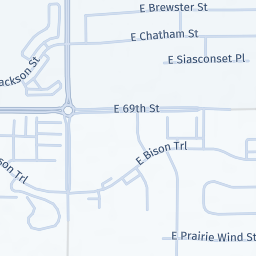 E Brewster St
E Chatham St
E Siasconset Pl
ackson St
E 69th St
E Bison Trl
son Trl
E Prairie Wind St